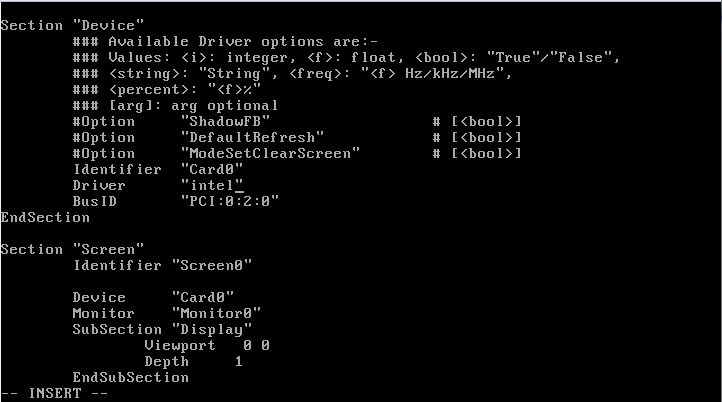 Section "Device"
        ### Available Driver options are:-
        ### Values: <i>: integer, <f>: float, <bool>: "True"/"False",
        ### <string>: "String", <freq>: "<f> Hz/kHz/MHz",
        ### <percent>: "<f>%"
        ### [arg]: arg optional
        #Option     "ShadowFB"                  # [<bool>]
        #Option     "DefaultRefresh"            # [<bool>]
        #Option     "ModeSetClearScreen"        # [<bool>]
        Identifier  "Card0"
        Driver      "intel"
        BusID       "PCI:0:2:0"
EndSection
Section "Screen"
        Identifier "Screen0"
        Device     "Card0"
        Monitor    "Monitor0"
        SubSection "Display"
                Viewport   0 0
                Depth     1
        EndSubSection
-- INSERT --